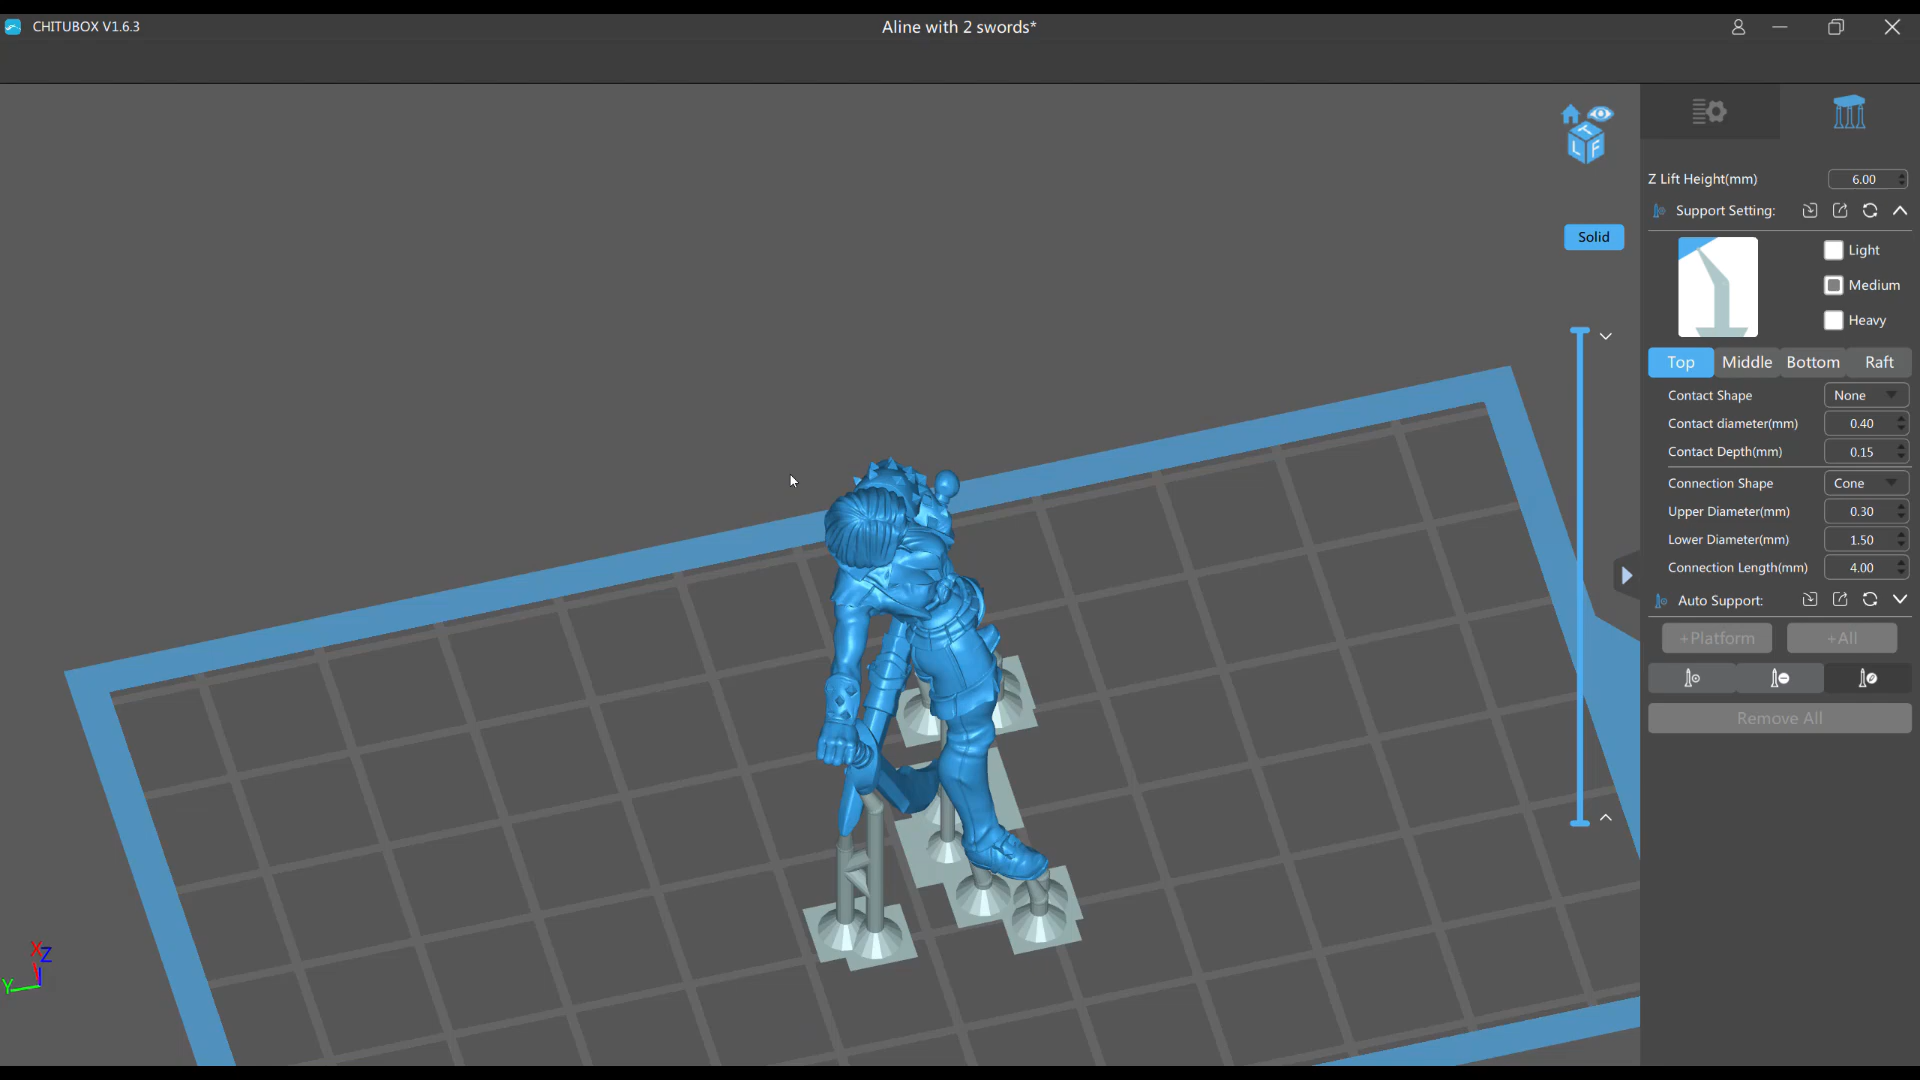 CHITUBOX V1.6.3
Aline with 2 swords*
T
L F
Solid
Z Lift Height(mm) 6.00
Support Setting:
Light
Medium
Heavy
Top Middle Bottom Raft
Contact Shape None
Contact diameter(mm) 0.40
Contact Depth(mm) 0.15
Connection Shape Cone
Upper Diameter(mm) 0.30
Lower Diameter(mm) 1.50
Connection Length(mm) 4.00
Auto Support:
+Platform +All
Remove All
X Z
Y